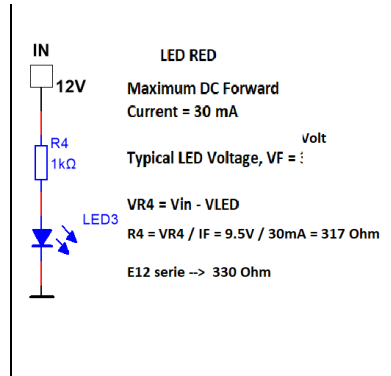 IN
LED RED
12V
Maximum DC Forward
Current = 30 mA
R4
1kΩ
Volt
Typical LED Voltage, VF =
VR4 = Vin - VLED
LED3
R4 = VR4 / IF = 9.5V / 30mA = 317 Ohm
E12 serie --> 330 Ohm